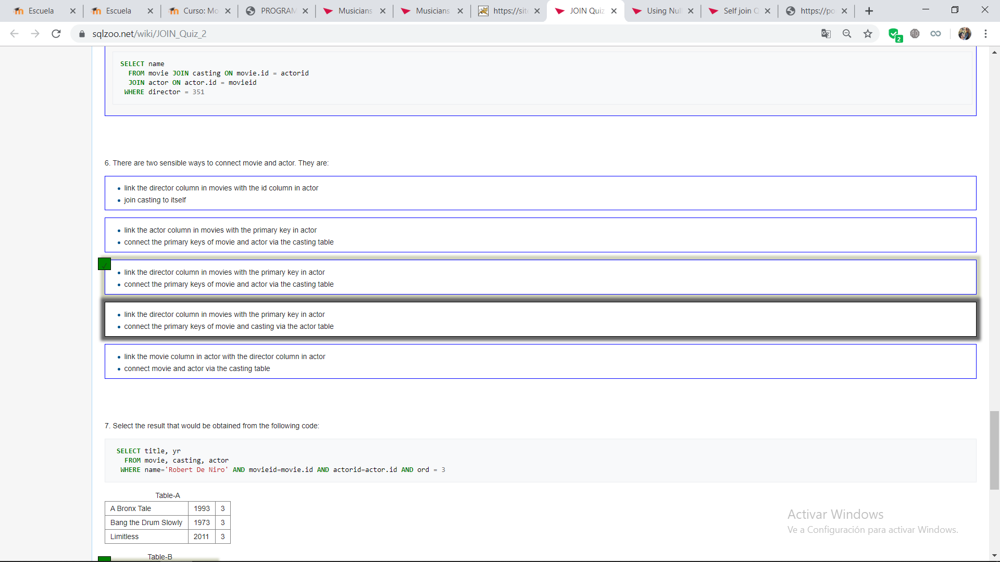 Escuela
Escuela
Curso: Mo
PROGRAM
Musicians
Musicians
https://sit
JOIN Quiz
Using Nul
Self join Q
https://po
sqlzoo.net/wiki/JOIN_Quiz_2
2
SELECT name
FROM movie JOIN casting ON movie.id = actorid
JOIN actor ON actor.id = movieid
WHERE director = 351
6. There are two sensible ways to connect movie and actor. They are:
link the director column in movies with the id column in actor
join casting to itself
link the actor column in movies with the primary key in actor
connect the primary keys of movie and actor via the casting table
link the director column in movies with the primary key in actor
connect the primary keys of movie and actor via the casting table
link the director column in movies with the primary key in actor
connect the primary keys of movie and casting via the actor table
link the movie column in actor with the director column in actor
connect movie and actor via the casting table
7. Select the result that would be obtained from the following code:
SELECT title, yr
FROM movie, casting, actor
WHERE name='Robert De Niro' AND movieid=movie.id AND actorid=actor.id AND ord = 3
Table-A
A Bronx Tale 1993 3
Bang the Drum Slowly 1973 3
Limitless 2011 3
Table-B
Activar Windows
Ve a Configuración para activar Windows.